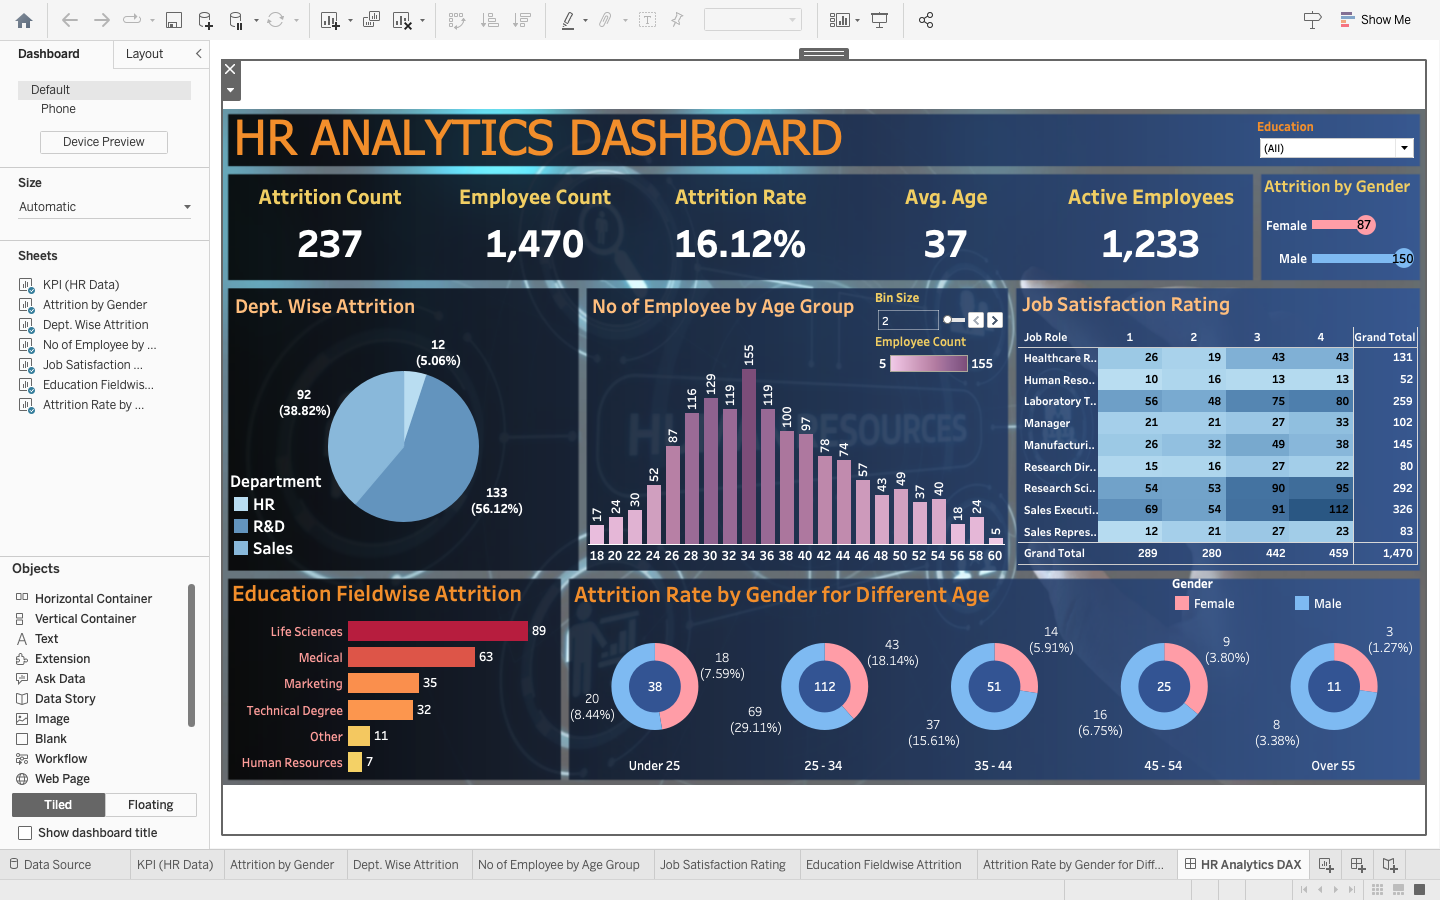 Show Me
Dashboard
Layout
Default
Phone
Device Preview
Size
Automatic
Sheets
KPI (HR Data)
Attrition by Gender
Dept. Wise Attrition
No of Employee by ...
Job Satisfaction ...
Education Fieldwis...
Attrition Rate by ...
Objects
Horizontal Container
Vertical Container
Text
Extension
Ask Data
Data Story
Image
Blank
Workflow
Web Page
Tiled
Floating
Show dashboard title
HR ANALYTICS DASHBOARD
Education
(All)
Attrition Count
Employee Count
Attrition Rate
Avg. Age
Active Employees
237
1,470
16.12%
37
1,233
Attrition by Gender
Female 87
Male 150
Dept. Wise Attrition
12
(5.06%)
92
(38.82%)
133
(56.12%)
Department
HR
R&D
Sales
No of Employee by Age Group
Bin Size
2
Employee Count
5 155
HUMAN RESOURCES
17 24 30 52 87 116 129 119 155 119 100 97 78 74 57 43 49 37 40 18 24 5
18 20 22 24 26 28 30 32 34 36 38 40 42 44 46 48 50 52 54 56 58 60
Job Satisfaction Rating
Job Role 1 2 3 4 Grand Total
Healthcare R.. 26 19 43 43 131
Human Reso.. 10 16 13 13 52
Laboratory T.. 56 48 75 80 259
Manager 21 21 27 33 102
Manufacturi.. 26 32 49 38 145
Research Dir.. 15 16 27 22 80
Research Sci.. 54 53 90 95 292
Sales Executi.. 69 54 91 112 326
Sales Repres.. 12 21 27 23 83
Grand Total 289 280 442 459 1,470
Education Fieldwise Attrition
Life Sciences 89
Medical 63
Marketing 35
Technical Degree 32
Other 11
Human Resources 7
Attrition Rate by Gender for Different Age
Gender
Female
Male
38
18
(7.59%)
20
(8.44%)
Under 25
112
43
(18.14%)
69
(29.11%)
25 - 34
51
14
(5.91%)
37
(15.61%)
35 - 44
25
9
(3.80%)
16
(6.75%)
45 - 54
11
3
(1.27%)
8
(3.38%)
Over 55
Data Source
KPI (HR Data)
Attrition by Gender
Dept. Wise Attrition
No of Employee by Age Group
Job Satisfaction Rating
Education Fieldwise Attrition
Attrition Rate by Gender for Diff...
HR Analytics DAX